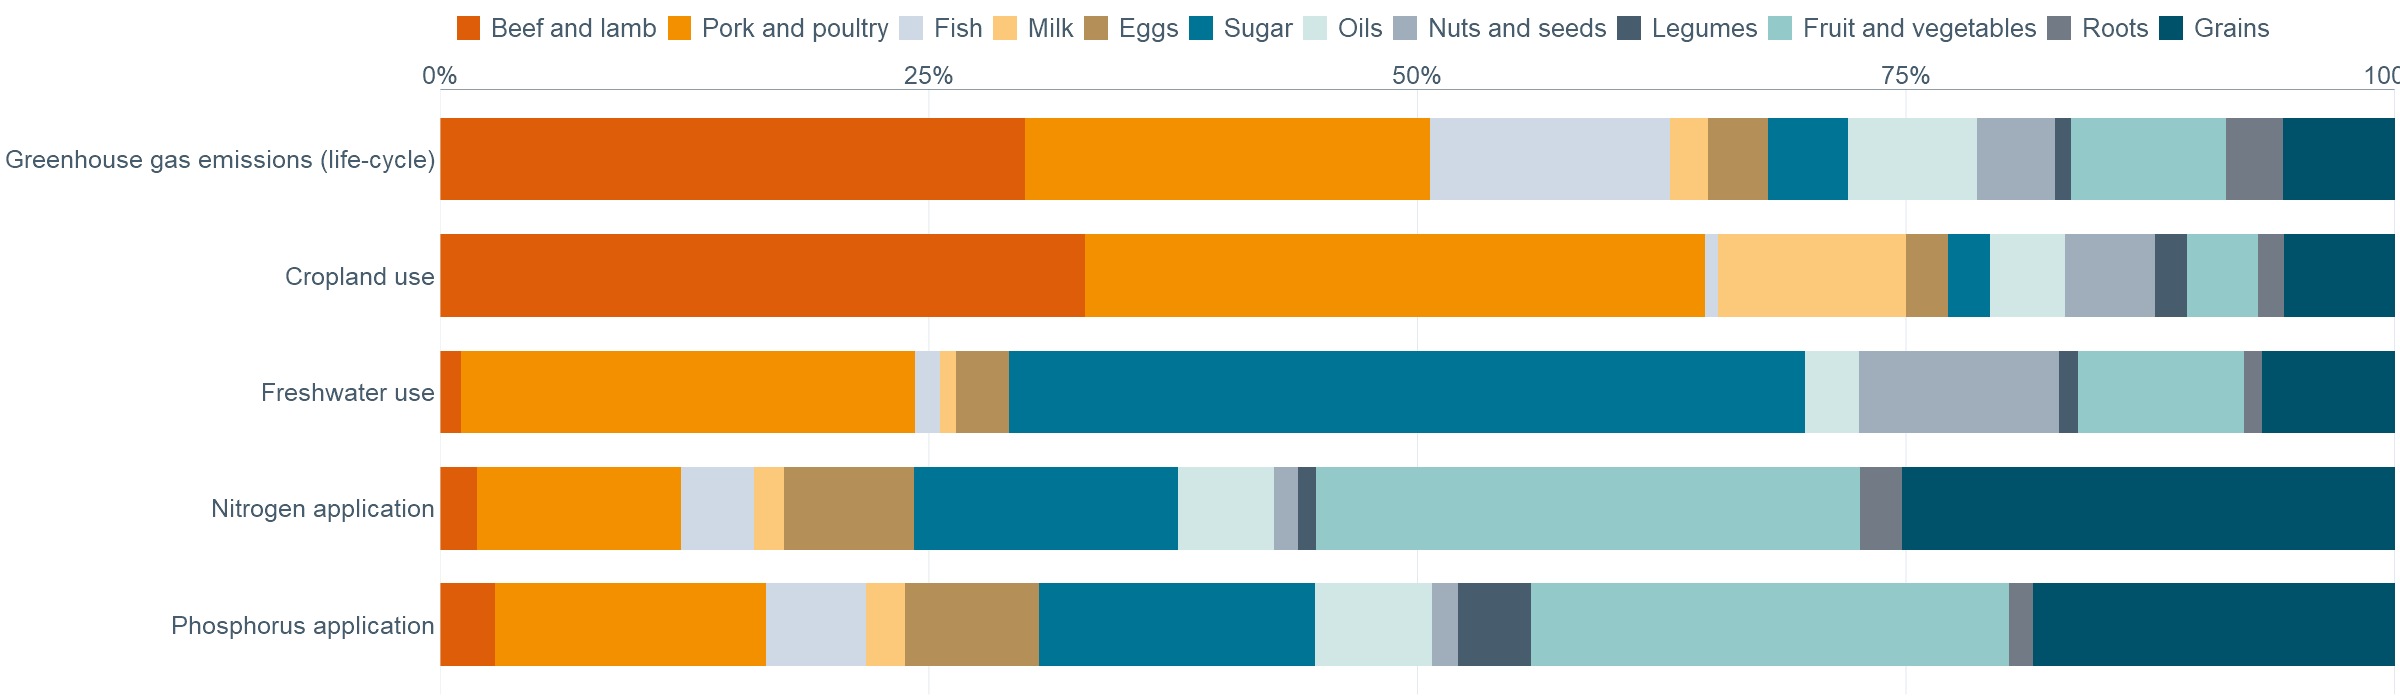 Beef and lamb Pork and poultry Fish Milk Eggs Sugar Oils Nuts and seeds Legumes Fruit and vegetables Roots Grains
0% 25% 50% 75% 100
Greenhouse gas emissions (life-cycle)
Cropland use
Freshwater use
Nitrogen application
Phosphorus application